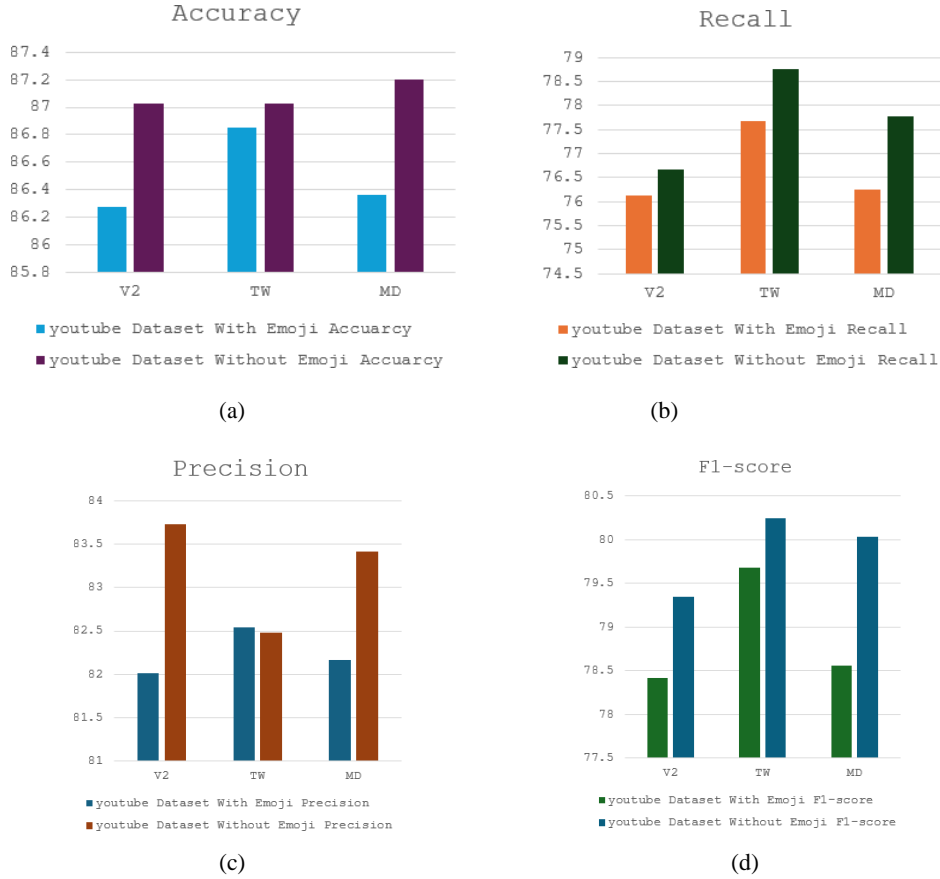 Accuracy
87.4
87.2
87
86.8
86.6
86.4
86.2
86
85.8
V2 TW MD
youtube Dataset With Emoji Accuarcy
youtube Dataset Without Emoji Accuarcy
(a)
Recall
79
78.5
78
77.5
77
76.5
76
75.5
75
74.5
V2 TW MD
youtube Dataset With Emoji Recall
youtube Dataset Without Emoji Recall
(b)
Precision
84
83.5
83
82.5
82
81.5
81
V2 TW MD
youtube Dataset With Emoji Precision
youtube Dataset Without Emoji Precision
(c)
F1-score
80.5
80
79.5
79
78.5
78
77.5
V2 TW MD
youtube Dataset With Emoji F1-score
youtube Dataset Without Emoji F1-score
(d)